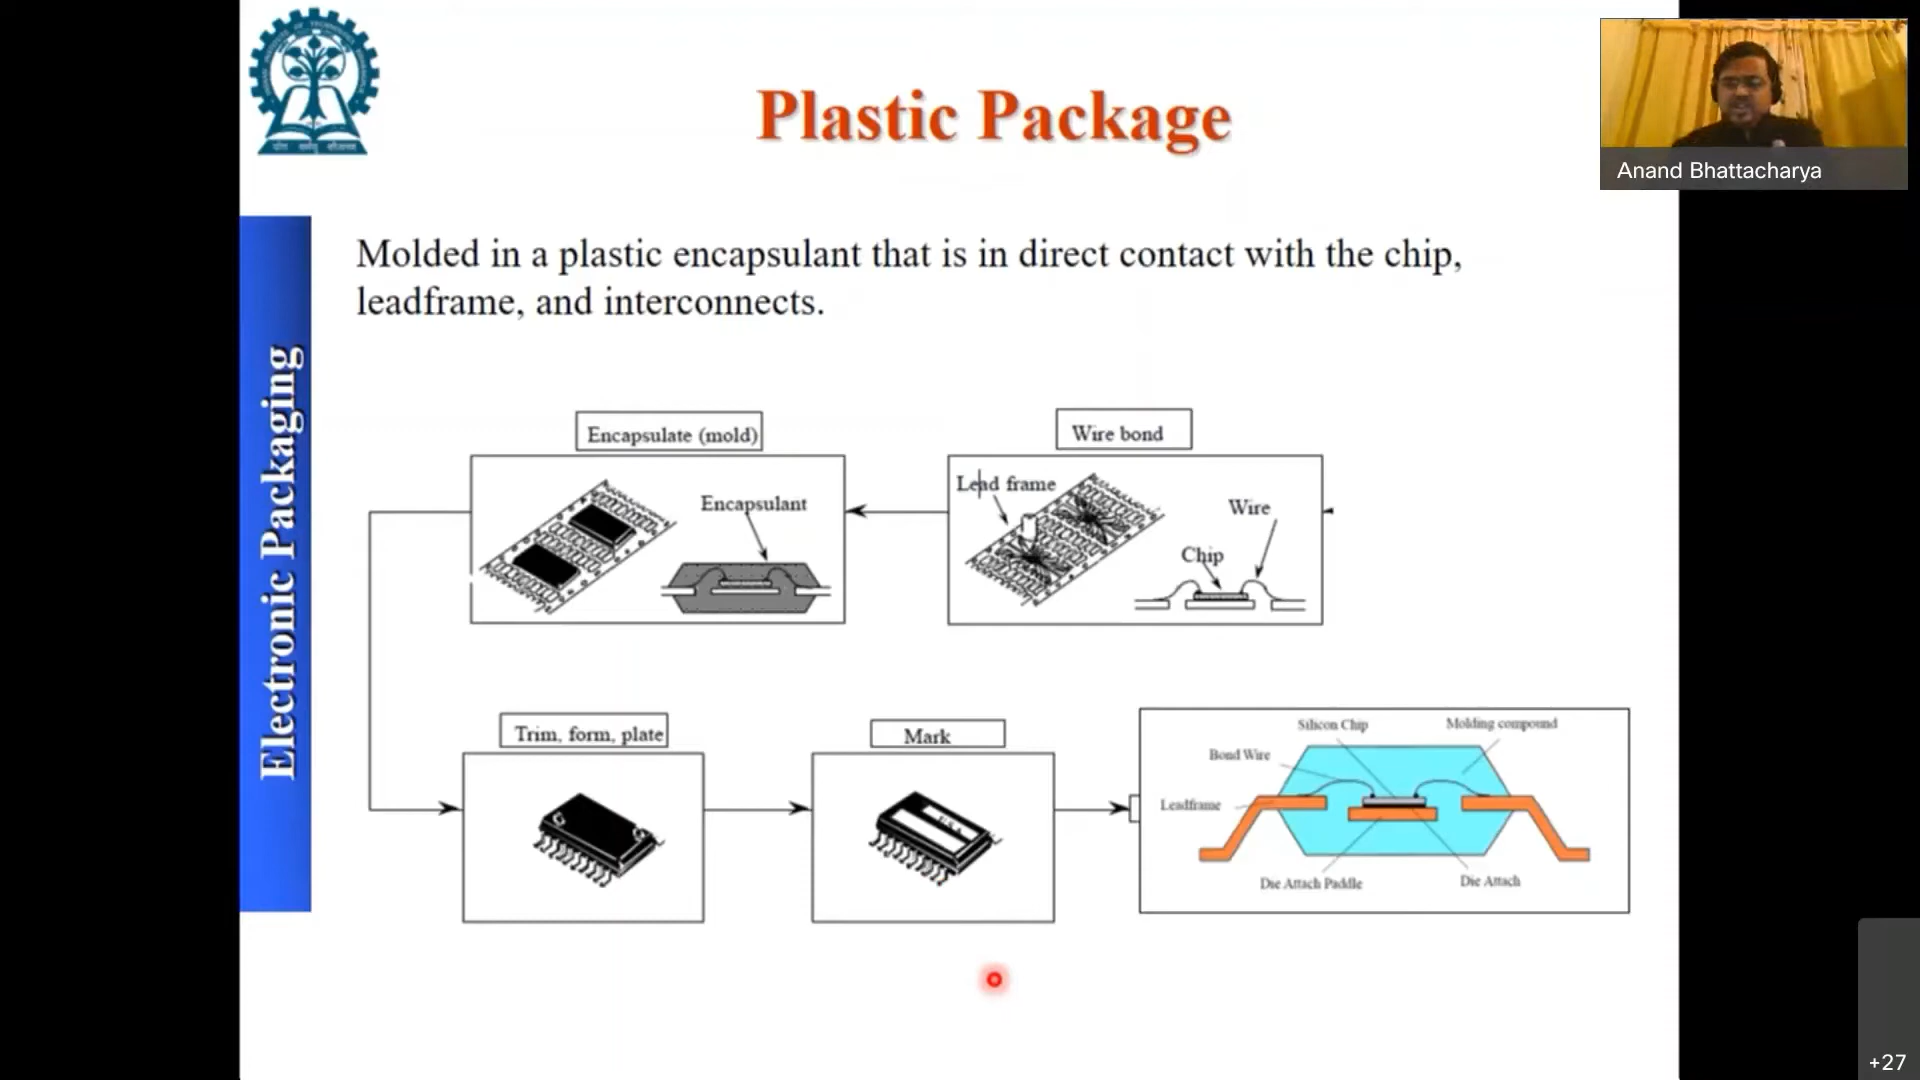 Plastic Package
Anand Bhattacharya
Molded in a plastic encapsulant that is in direct contact with the chip,
leadframe, and interconnects.
Electronic Packaging
Encapsulate (mold)
Wire bond
Encapsulant
Lead frame
Wire
Chip
Trim, form, plate
Mark
Silicon Chip
Molding compound
Bond Wire
Leadframe
Die Attach Paddle
Die Attach
+27